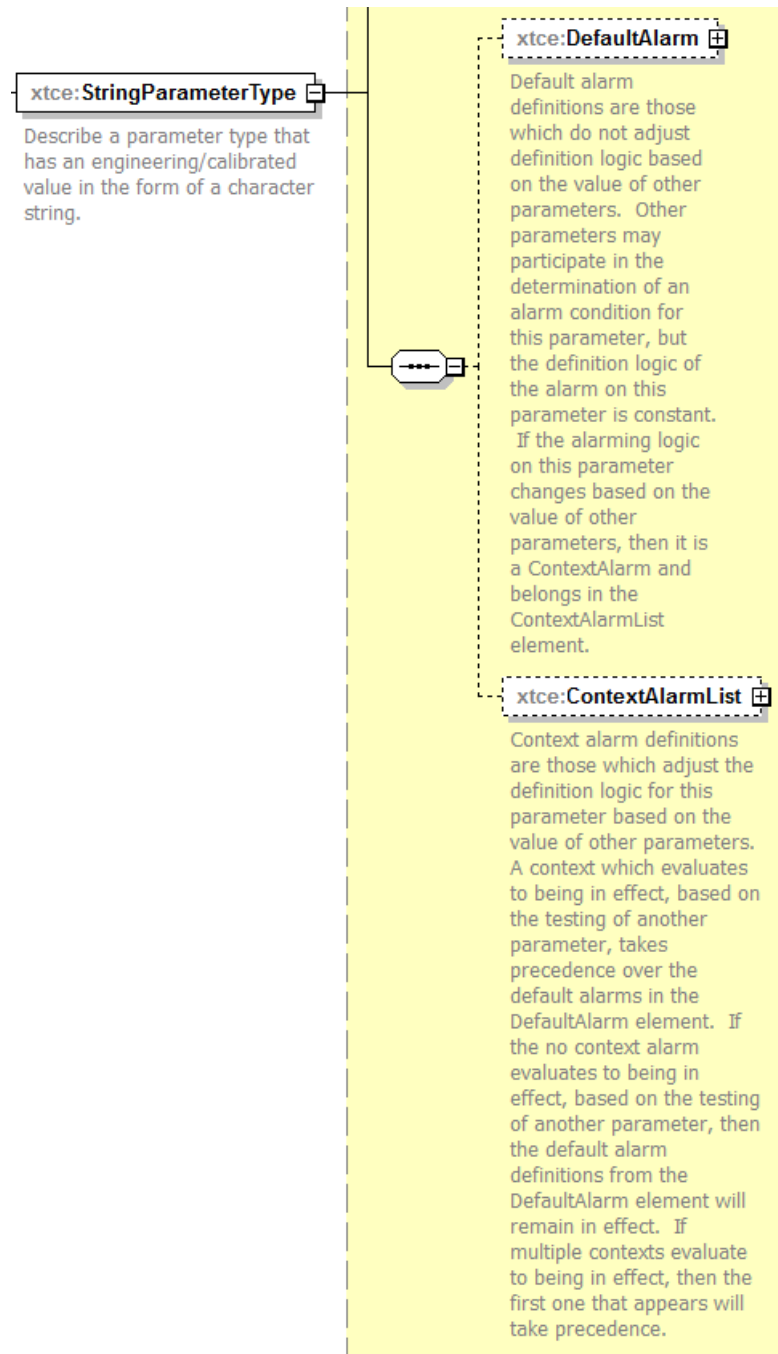 xtce:DefaultAlarm
Default alarm
definitions are those
which do not adjust
definition logic based
on the value of other
parameters.  Other
parameters may
participate in the
determination of an
alarm condition for
this parameter, but
the definition logic of
the alarm on this
parameter is constant.
If the alarming logic
on this parameter
changes based on the
value of other
parameters, then it is
a ContextAlarm and
belongs in the
ContextAlarmList
element.
xtce:StringParameterType
Describe a parameter type that
has an engineering/calibrated
value in the form of a character
string.
xtce:ContextAlarmList
Context alarm definitions
are those which adjust the
definition logic for this
parameter based on the
value of other parameters.
A context which evaluates
to being in effect, based on
the testing of another
parameter, takes
precedence over the
default alarms in the
DefaultAlarm element.  If
the no context alarm
evaluates to being in
effect, based on the testing
of another parameter, then
the default alarm
definitions from the
DefaultAlarm element will
remain in effect.  If
multiple contexts evaluate
to being in effect, then the
first one that appears will
take precedence.